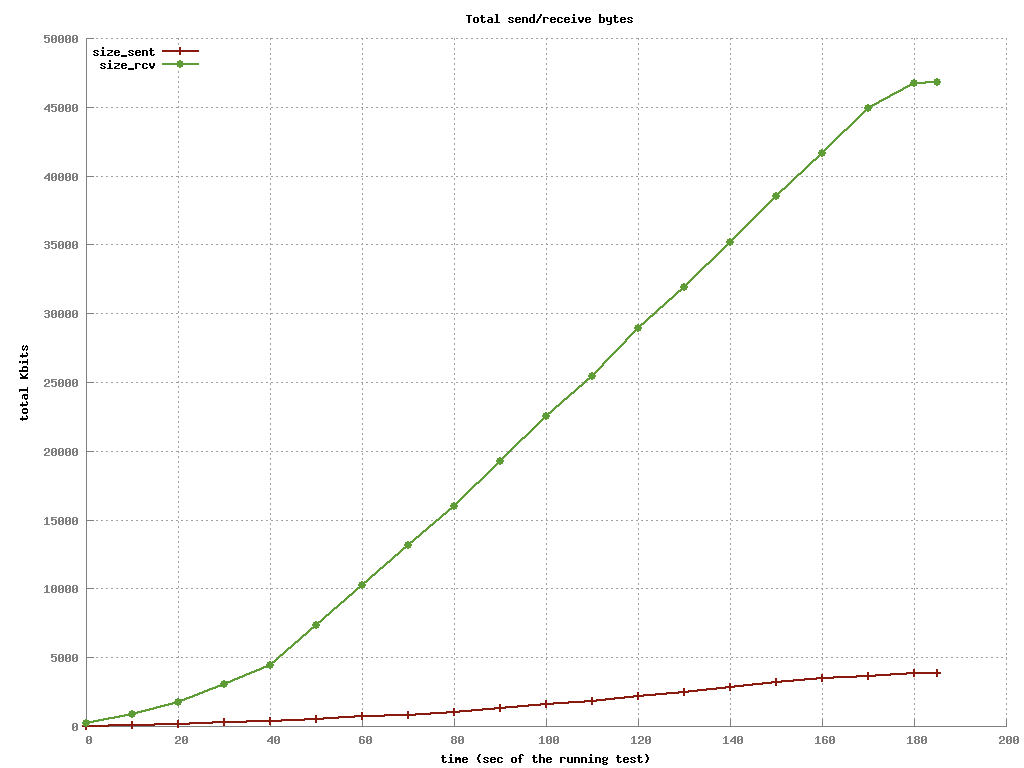 Total send/receive bytes
50000
size_sent
size_rcv
45000
40000
35000
30000
total Kbits
25000
20000
15000
10000
5000
0
0 20 40 60 80 100 120 140 160 180 200
time (sec of the running test)